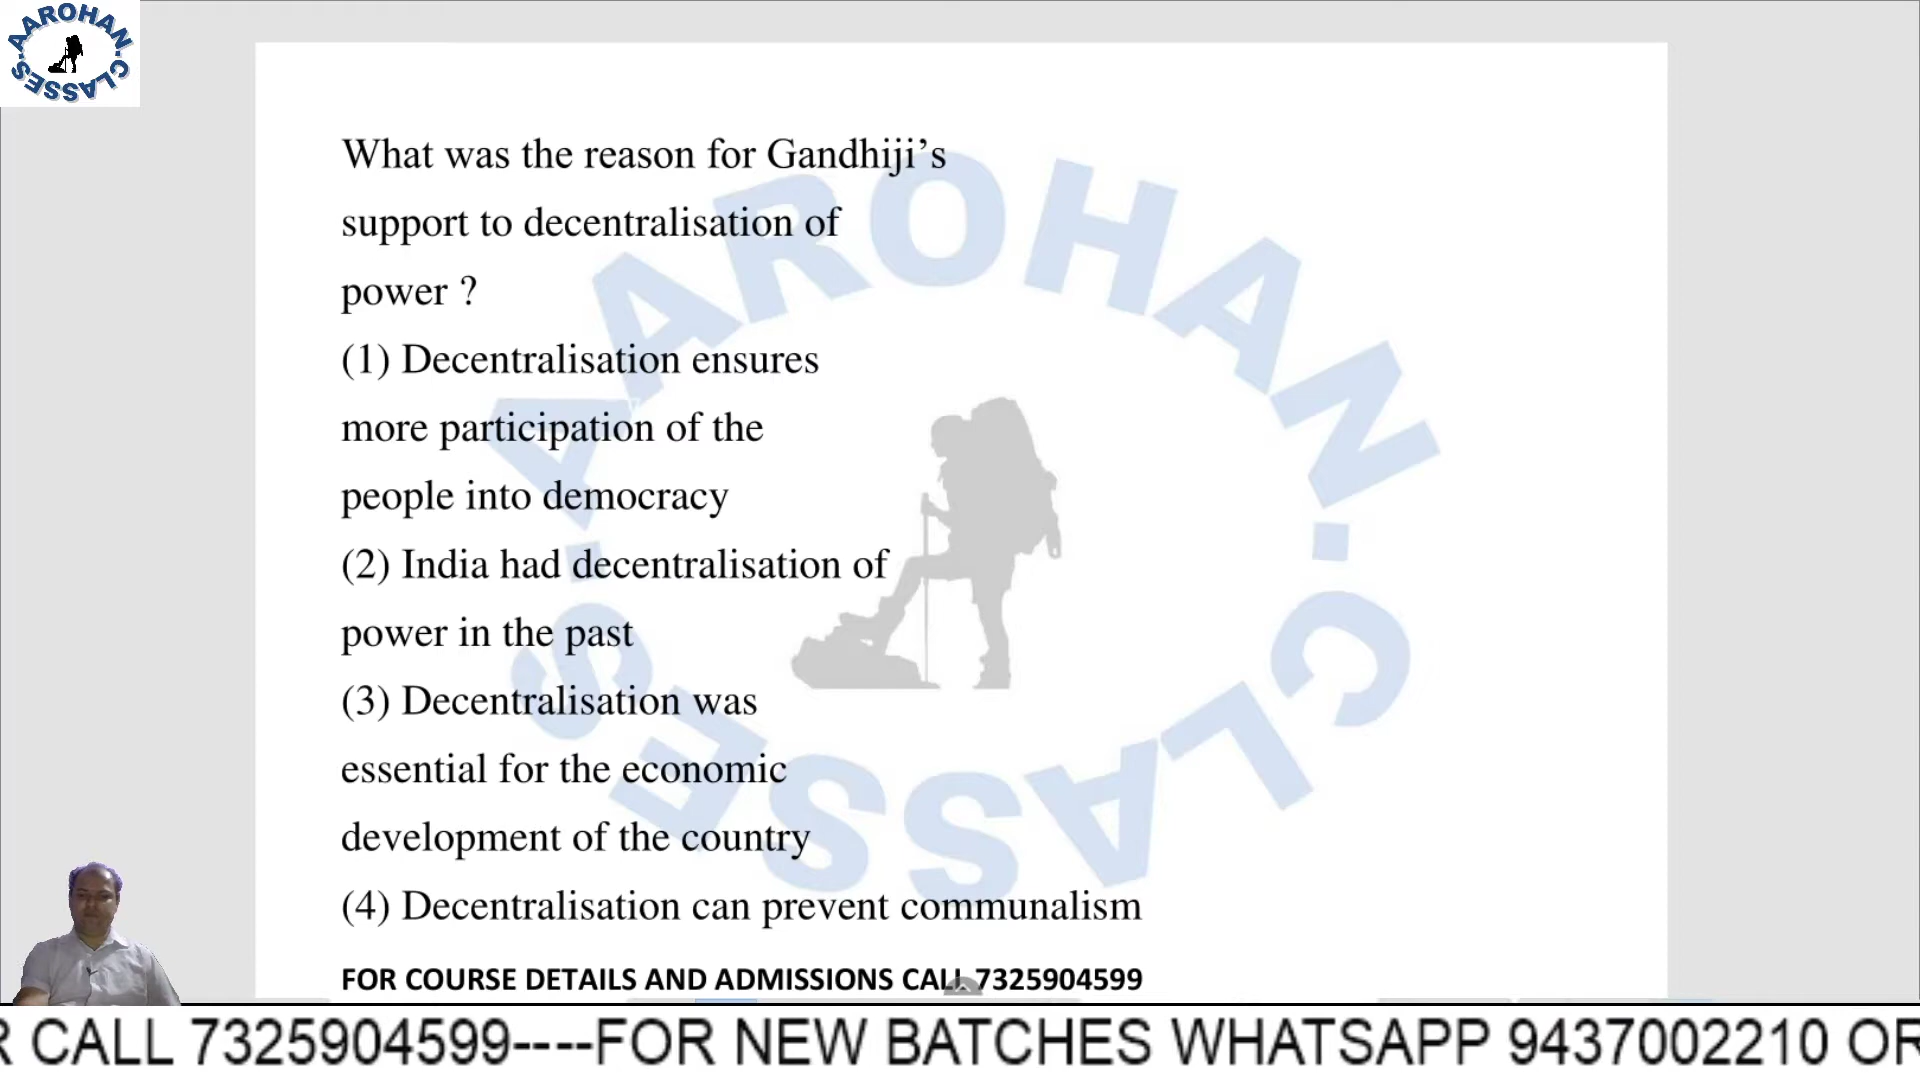 AAROHAN.CLASSES.
What was the reason for Gandhiji’s
support to decentralisation of
power ?
(1) Decentralisation ensures
more participation of the
people into democracy
(2) India had decentralisation of
power in the past
(3) Decentralisation was
essential for the economic
development of the country
(4) Decentralisation can prevent communalism
AAROHAN.CLASSES.
FOR COURSE DETAILS AND ADMISSIONS CALL 7325904599
R CALL 7325904599----FOR NEW BATCHES WHATSAPP 9437002210 OR